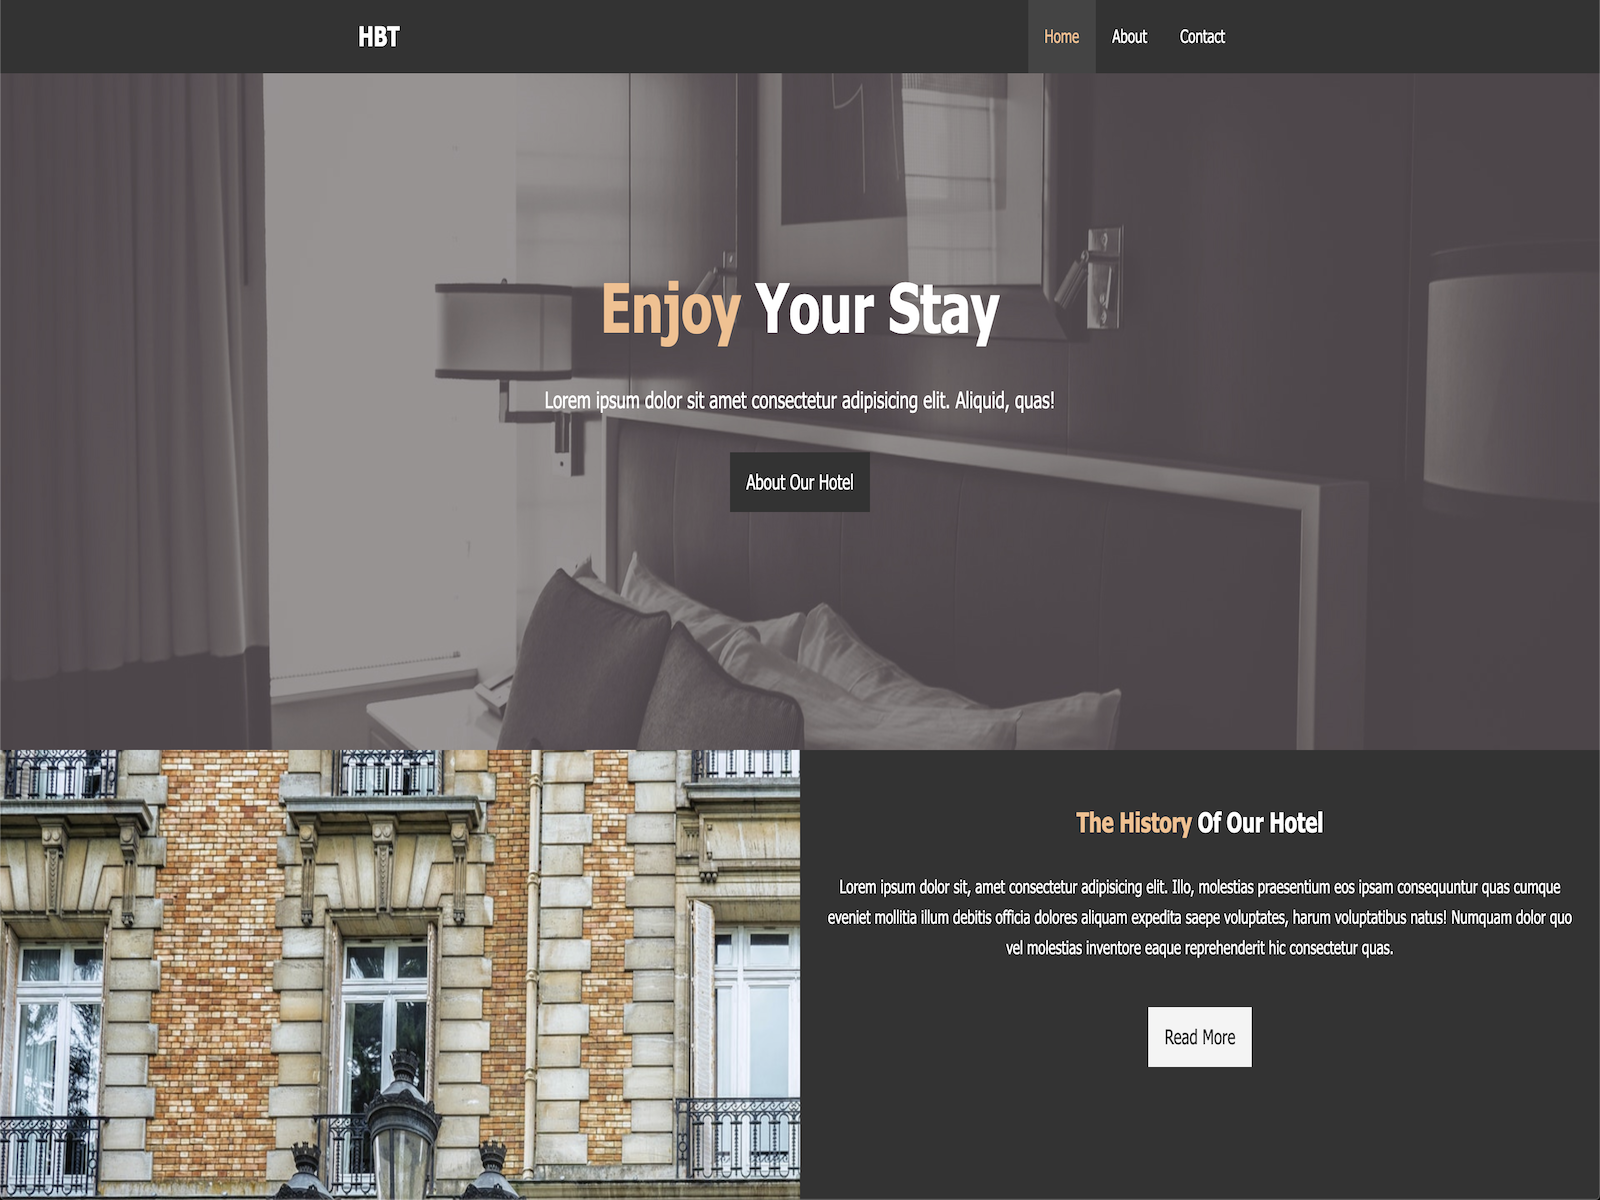 HBT
Home About Contact
Enjoy Your Stay
Lorem ipsum dolor sit amet consectetur adipisicing elit. Aliquid, quas!
About Our Hotel
The History Of Our Hotel
Lorem ipsum dolor sit, amet consectetur adipisicing elit. Illo, molestias praesentium eos ipsam consequuntur quas cumque
eveniet mollitia illum debitis officia dolores aliquam expedita saepe voluptates, harum voluptatibus natus! Numquam dolor quo
vel molestias inventore eaque reprehenderit hic consectetur quas.
Read More